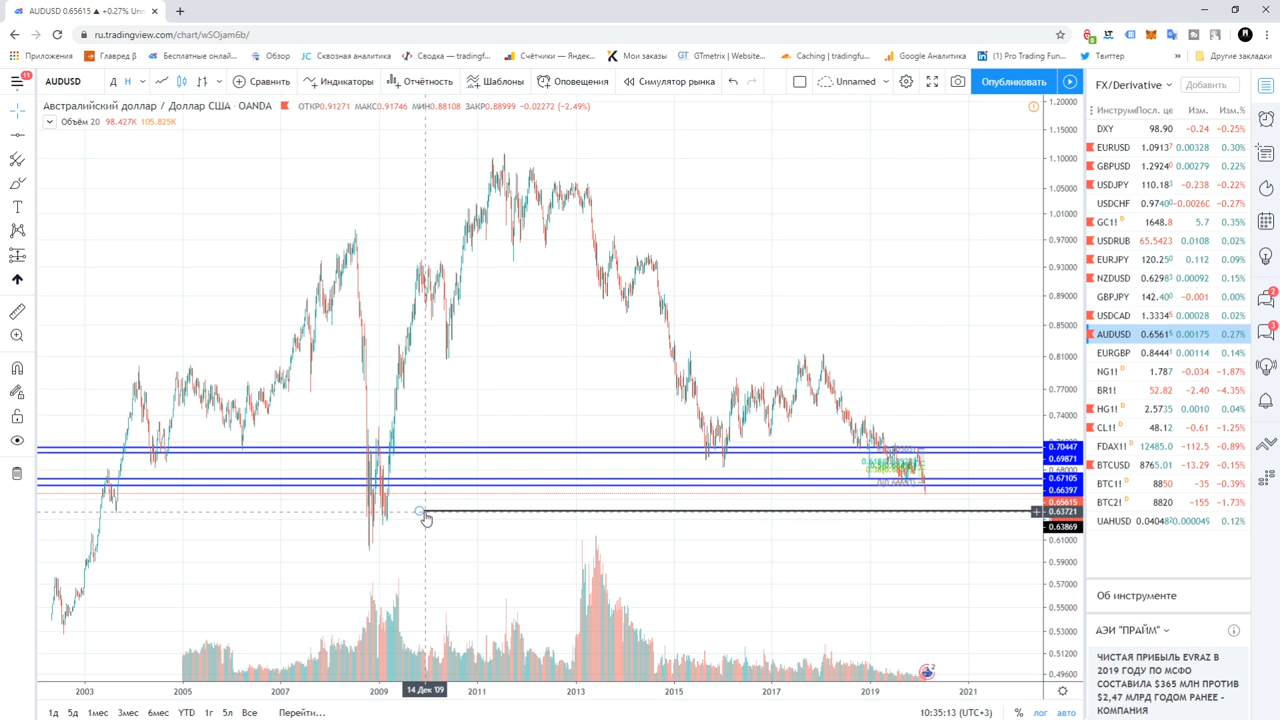 AUDUSD 0.65615 ▲ +0.27% Un
ru.tradingview.com/chart/wSOjam6b/
Приложения
Главред β
Бесплатные онлай...
Обзор
Сквозная аналитика
Сводка — myfxbook...
Счётчики — Яндекс...
Мои заказы
GTmetrix | Website...
Caching | tradingfu...
Google Аналитика
(1) Pro Trading Fun...
Твиттер
»
Другие закладки
11
AUDUSD
Д Н
Сравнить
Индикаторы
Отчётность
Шаблоны
Оповещения
Симулятор рынка
Unnamed
Опубликовать
Австралийский доллар / Доллар США · OANDA
ОТКР0.91271 МАКС0.91746 МИН0.88108 ЗАКР0.88999 −0.02272 (−2.49%)
Объём 20 98.427K 105.825K
1.20000
1.15000
1.10000
1.05000
1.01000
0.97000
0.93000
0.89000
0.85000
0.81000
0.77000
0.74000
0.70447
0.69871
0.68000
0.67105
0.66397
0.65615
0.63721
0.63869
0.61000
0.59000
0.57000
0.55000
0.53000
0.51300
0.49600
2003
2005
2007
2009
14 Дек '09
2011
2013
2015
2017
2019
2021
1д 5д 1мес 3мес 6мес YTD 1г 5л Все
Перейти...
10:35:13 (UTC+3)
% лог авто
FX/Derivative
Добавить
Инструм Посл. це Изм. Изм.%
DXY 98.90 -0.24 -0.25%
EURUSD 1.09137 0.00328 0.30%
GBPUSD 1.29240 0.00279 0.22%
USDJPY 110.183 -0.238 -0.22%
USDCHF 0.97400 -0.00260 -0.27%
GC1! D 1648.8 5.7 0.35%
USDRUB 65.5423 0.0108 0.02%
EURJPY 120.250 0.112 0.09%
NZDUSD 0.62983 0.00092 0.15%
GBPJPY 142.400 -0.001 0.00%
USDCAD 1.33345 0.00028 0.02%
AUDUSD 0.65615 0.00175 0.27%
EURGBP 0.84441 0.00114 0.14%
NG1! D 1.787 -0.034 -1.87%
BR1! 52.82 -2.40 -4.35%
HG1! D 2.5735 0.0010 0.04%
CL1! D 48.12 -0.61 -1.25%
FDAX1! D 12485.0 -112.5 -0.89%
BTCUSD 8765.01 -13.29 -0.15%
BTC1! D 8850 -35 -0.39%
BTC2! D 8820 -155 -1.73%
UAHUSD 0.04048 0.000045 0.12%
Об инструменте
АЭИ "ПРАЙМ"
ЧИСТАЯ ПРИБЫЛЬ EVRAZ В
2019 ГОДУ ПО МСФО
СОСТАВИЛА $365 МЛН ПРОТИВ
$2,47 МЛРД ГОДОМ РАНЕЕ -
КОМПАНИЯ
2
3
2